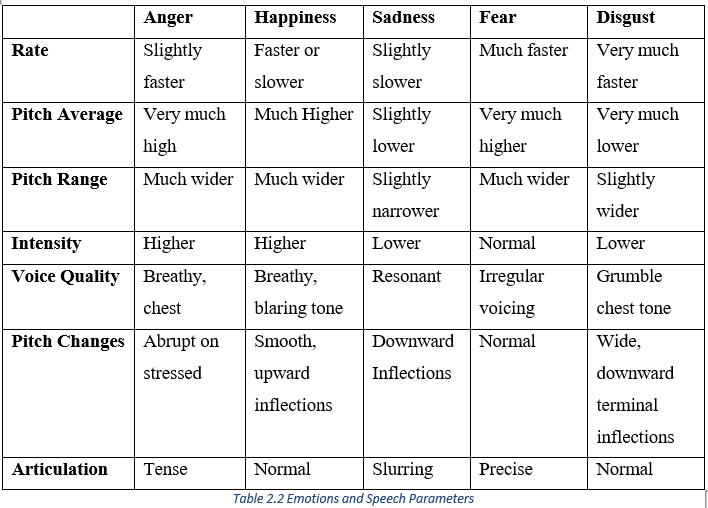 Anger Happiness Sadness Fear Disgust
Rate Slightly faster Faster or slower Slightly slower Much faster Very much faster
Pitch Average Very much high Much Higher Slightly lower Very much higher Very much lower
Pitch Range Much wider Much wider Slightly narrower Much wider Slightly wider
Intensity Higher Higher Lower Normal Lower
Voice Quality Breathy, chest Breathy, blaring tone Resonant Irregular voicing Grumble chest tone
Pitch Changes Abrupt on stressed Smooth, upward inflections Downward Inflections Normal Wide, downward terminal inflections
Articulation Tense Normal Slurring Precise Normal
Table 2.2 Emotions and Speech Parameters